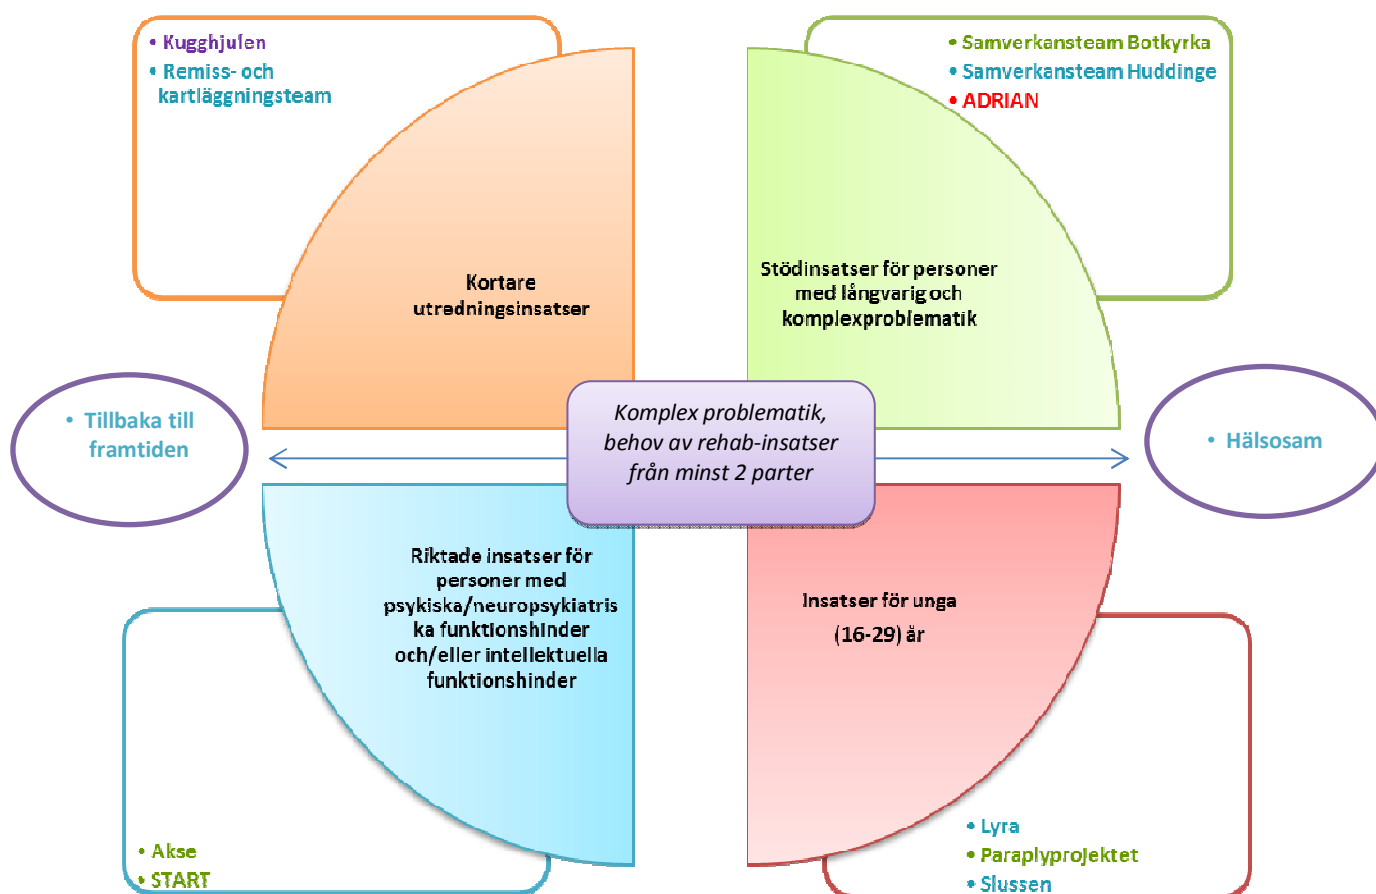 • Kugghjulen
• Remiss- och
kartläggningsteam
• Samverkansteam Botkyrka
• Samverkansteam Huddinge
• ADRIAN
Kortare
utredningsinsatser
Stödinsatser för personer
med långvarig och
komplexproblematik
• Tillbaka till
framtiden
Komplex problematik,
behov av rehab-insatser
från minst 2 parter
• Hälsosam
Riktade insatser för
personer med
psykiska/neuropsykiatris
ka funktionshinder
och/eller intellektuella
funktionshinder
Insatser för unga
(16-29) år
• Akse
• START
• Lyra
• Paraplyprojektet
• Slussen